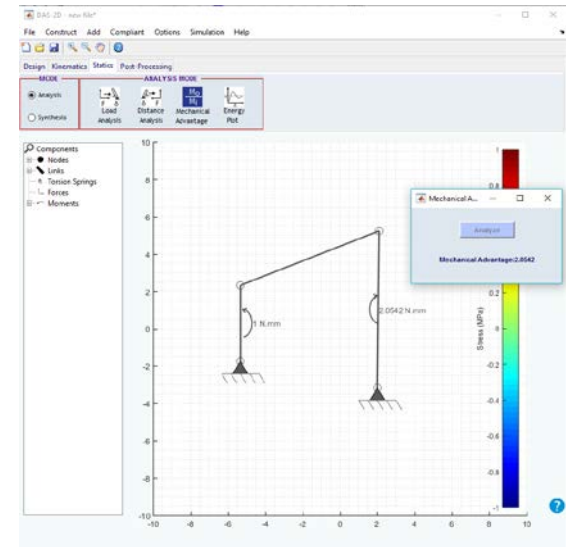 DAS-2D - new file*
File Construct Add Compliant Options Simulation Help
Design Kinematics Statics Post-Processing
MODE
Analysis
Synthesis
ANALYSIS MODE
Load Analysis
Distance Analysis
Mechanical Advantage
Energy Plot
Components
Nodes
Links
Torsion Springs
Forces
Moments
10
8
6
4
2
0
-2
-4
-6
-8
-10
-10 -8 -6 -4 -2 0 2 4 6 8 10
1 N.mm
2.0542 N.mm
Mechanical A...
Analyze
Mechanical Advantage:2.0542
1
0.8
0.2
0
-0.2
-0.4
-0.6
-0.8
-1
Stress (MPa)